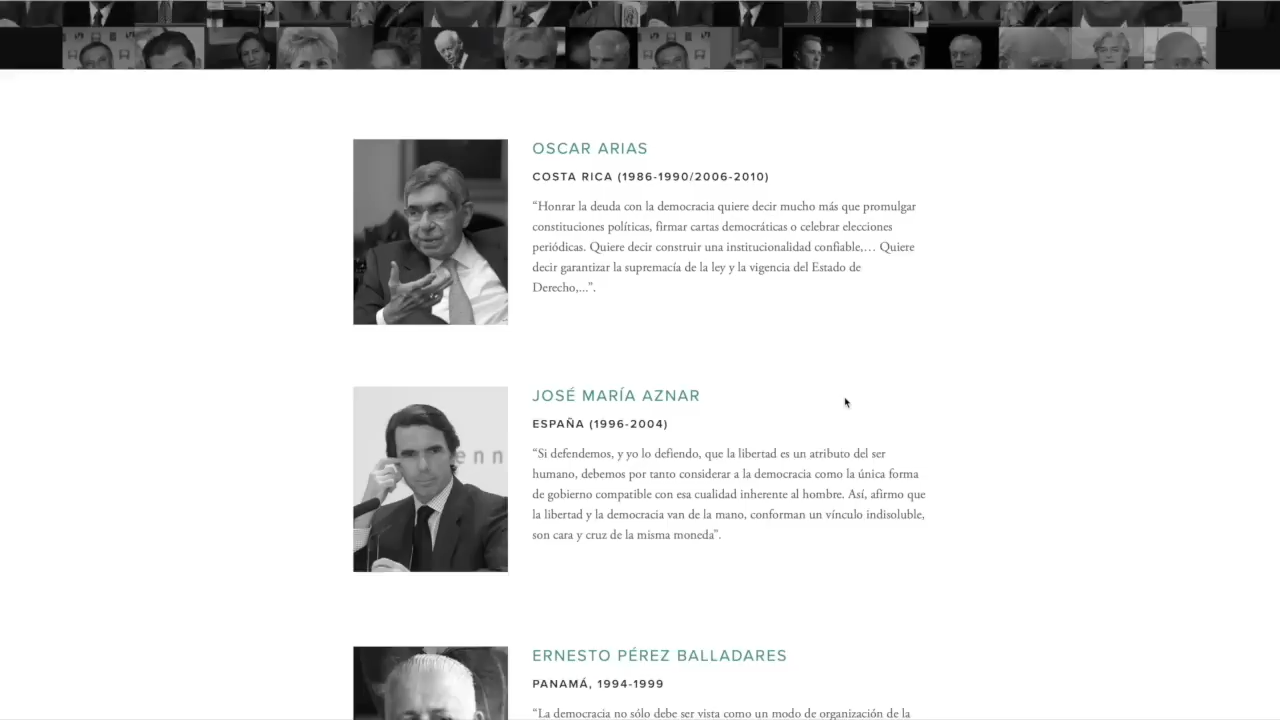 OSCAR ARIAS
COSTA RICA (1986-1990/2006-2010)
“Honrar la deuda con la democracia quiere decir mucho más que promulgar
constituciones políticas, firmar cartas democráticas o celebrar elecciones
periódicas. Quiere decir construir una institucionalidad confiable,… Quiere
decir garantizar la supremacía de la ley y la vigencia del Estado de
Derecho,...”.
JOSÉ MARÍA AZNAR
ESPAÑA (1996-2004)
enn
“Si defendemos, y yo lo defiendo, que la libertad es un atributo del ser
humano, debemos por tanto considerar a la democracia como la única forma
de gobierno compatible con esa cualidad inherente al hombre. Así, afirmo que
la libertad y la democracia van de la mano, conforman un vínculo indisoluble,
son cara y cruz de la misma moneda”.
ERNESTO PÉREZ BALLADARES
PANAMÁ, 1994-1999
“La democracia no sólo debe ser vista como un modo de organización de la